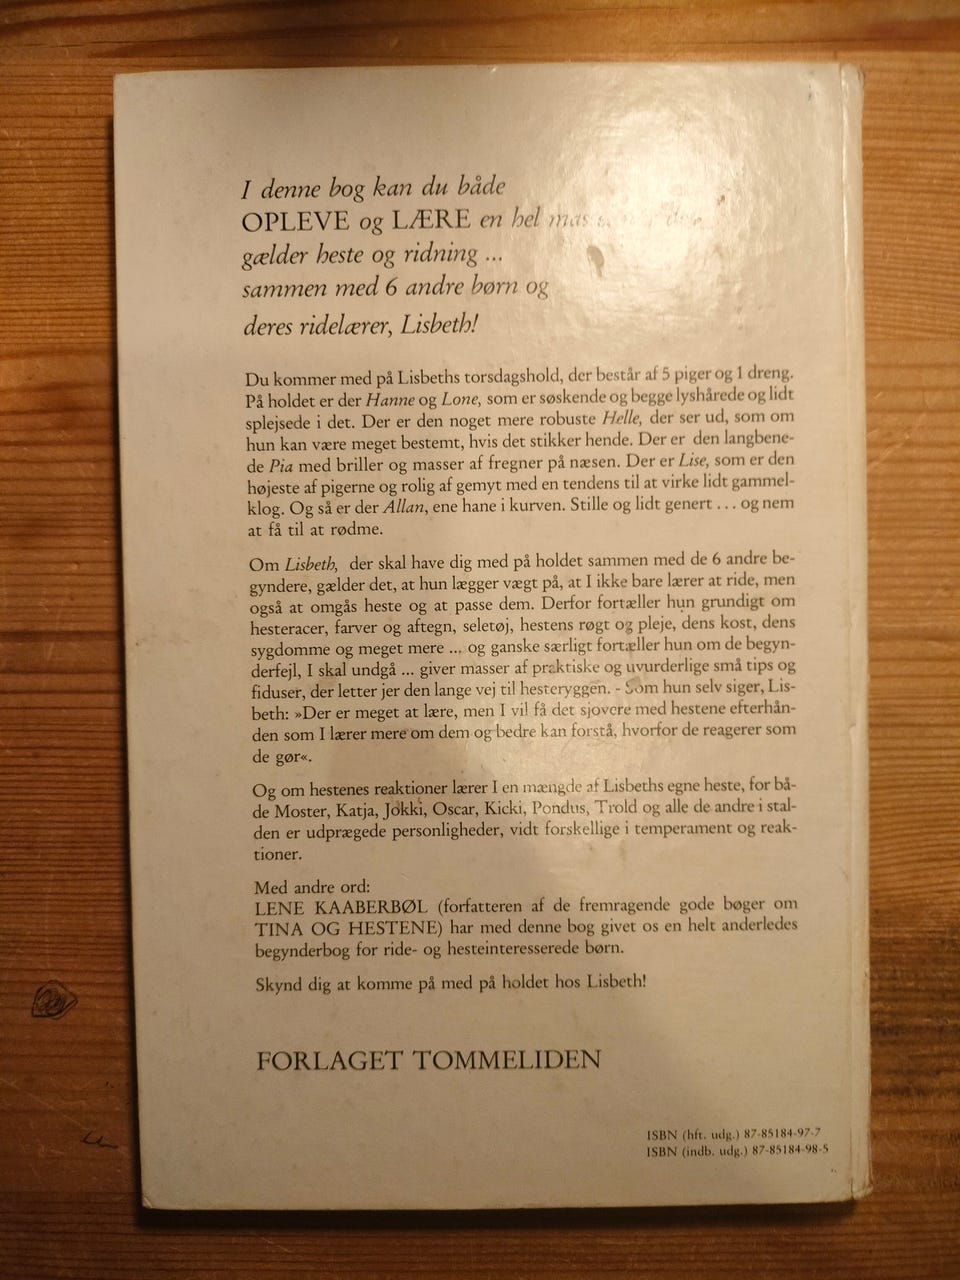 I denne bog kan du både
OPLEVE og LÆRE en hel
gælder heste og ridning ...
sammen med 6 andre børn og
deres ridelærer, Lisbeth!
Du kommer med på Lisbeths torsdagshold, der består af 5 piger og 1 dreng.
På holdet er der Hanne og Lone, som er søskende og begge lyshårede og lidt
splejsede i det. Der er den noget mere robuste Helle, der ser ud, som om
hun kan være meget bestemt, hvis det stikker hende. Der er den langbene-
de Pia med briller og masser af fregner på næsen. Der er Lise, som er den
højeste af pigerne og rolig af gemyt med en tendens til at virke lidt gammel-
klog. Og så er der Allan, ene hane i kurven. Stille og lidt genert ... og nem
at få til at rødme.
Om Lisbeth, der skal have dig med på holdet sammen med de 6 andre be-
gyndere, gælder det, at hun lægger vægt på, at I ikke bare lærer at ride, men
også at omgås heste og at passe dem. Derfor fortæller hun grundigt om
hesteracer, farver og aftegn, seletøj, hestens røgt og pleje, dens kost, dens
sygdomme og meget mere ... og ganske særligt fortæller hun om de begyn-
derfejl, I skal undgå ... giver masser af praktiske og uvurderlige små tips og
fiduser, der letter jer den lange vej til hesteryggen. - Som hun selv siger, Lis-
beth: »Der er meget at lære, men I vil få det sjovere med hestene efterhån-
den som I lærer mere om dem og bedre kan forstå, hvorfor de reagerer som
de gør«.
Og om hestenes reaktioner lærer I en mængde af Lisbeths egne heste, for bå-
de Moster, Katja, Jokki, Oscar, Kicki, Pondus, Trold og alle de andre i stal-
den er udprægede personligheder, vidt forskellige i temperament og reak-
tioner.
Med andre ord:
LENE KAABERBØL (forfatteren af de fremragende gode bøger om
TINA OG HESTENE) har med denne bog givet os en helt anderledes
begynderbog for ride- og hesteinteresserede børn.
Skynd dig at komme på med på holdet hos Lisbeth!
FORLAGET TOMMELIDEN
ISBN (hft. udg.) 87-85184-97-7
ISBN (indb. udg.) 87-85184-98-5